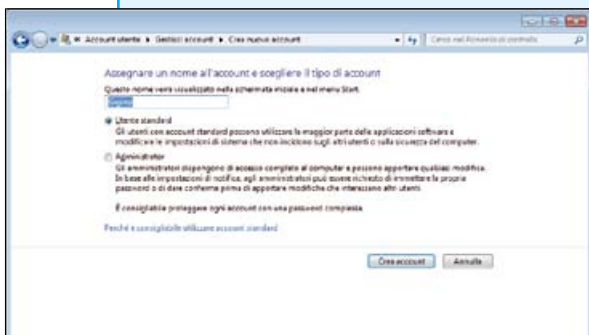 « Account utente ▸ Gestisci account ▸ Crea nuovo account
Cerca nel Pannello di controllo
Assegnare un nome all'account e scegliere il tipo di account
Questo nome verrà visualizzato nella schermata iniziale e nel menu Start.
Utente standard
Gli utenti con account standard possono utilizzare la maggior parte delle applicazioni software e
modificare le impostazioni di sistema che non incidono sugli altri utenti o sulla sicurezza del computer.
Administrator
Gli amministratori dispongono di accesso completo al computer e possono apportare qualsiasi modifica.
In base alle impostazioni di notifica, agli amministratori può essere richiesto di immettere la propria
password o di dare conferma prima di apportare modifiche che interessano altri utenti.
È consigliabile proteggere ogni account con una password complessa.
Perché è consigliabile utilizzare account standard
Crea account
Annulla